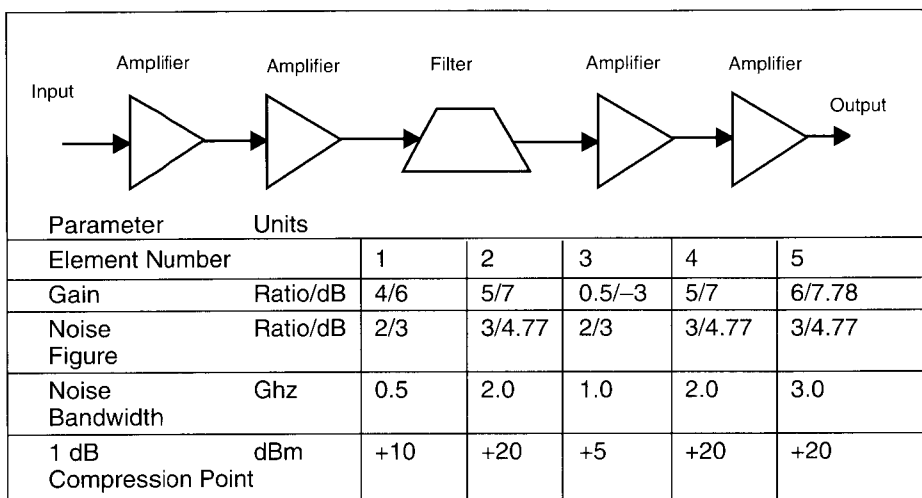 Amplifier Amplifier Filter Amplifier Amplifier
Input Output
Parameter Units
Element Number 1 2 3 4 5
Gain Ratio/dB 4/6 5/7 0.5/–3 5/7 6/7.78
Noise Ratio/dB 2/3 3/4.77 2/3 3/4.77 3/4.77
Figure
Noise Ghz 0.5 2.0 1.0 2.0 3.0
Bandwidth
1 dB dBm +10 +20 +5 +20 +20
Compression Point